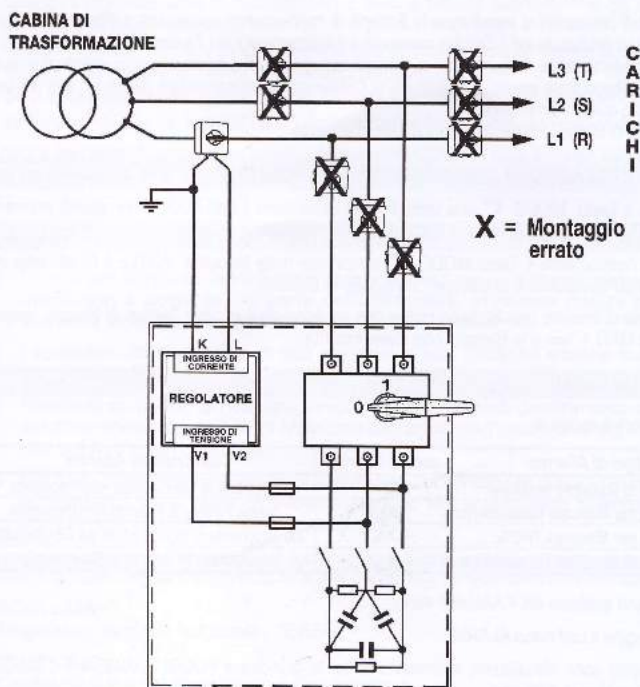 CABINA DI
TRASFORMAZIONE
L3 (T)
L2 (S)
L1 (R)
CARICHI
X = Montaggio
errato
K L
INGRESSO DI
CORRENTE
REGOLATORE
INGRESSO DI
TENSIONE
V1 V2
1
0